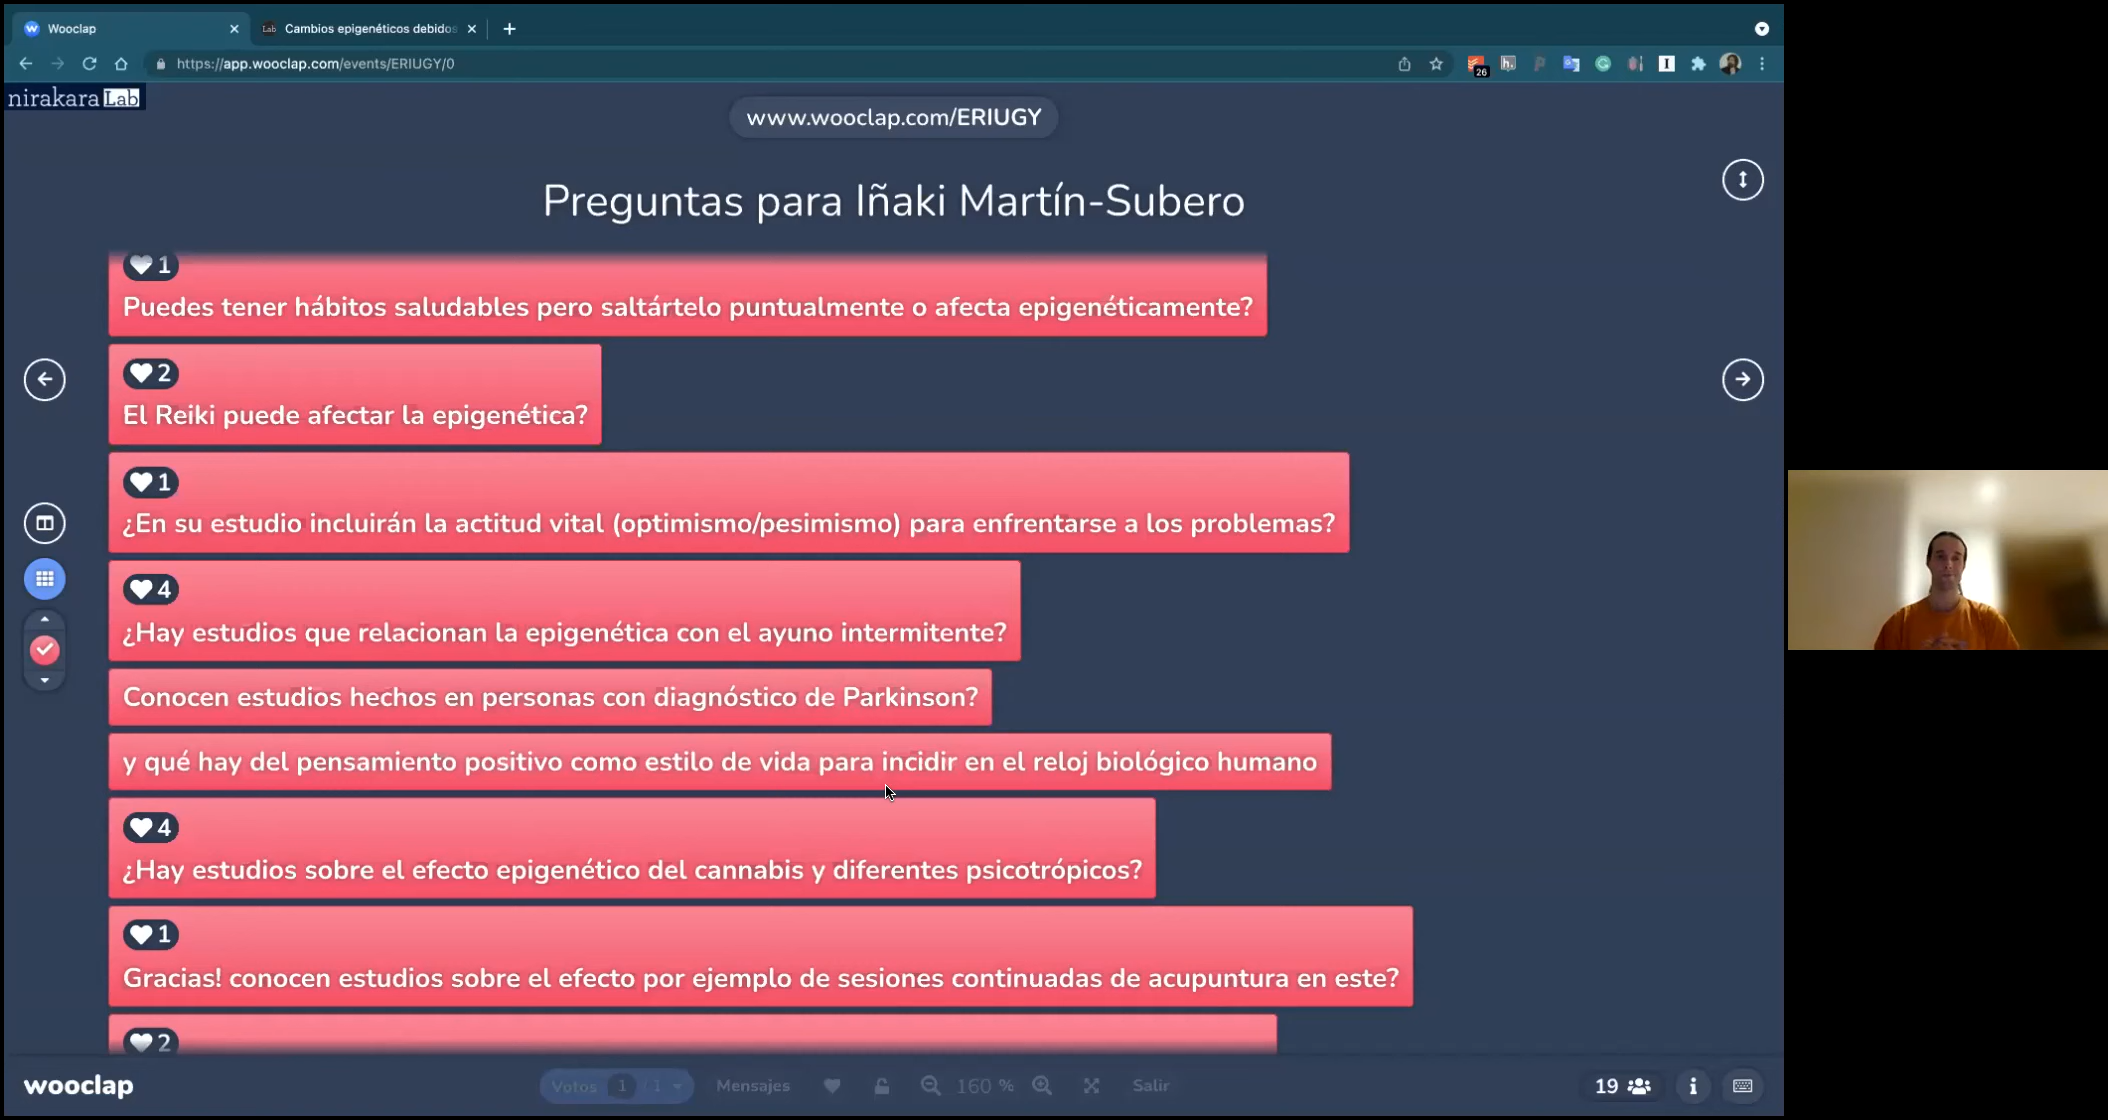 Wooclap
Lab Cambios epigenéticos debidos
https://app.wooclap.com/events/ERIUGY/0
26
h.
I
nirakara Lab
www.wooclap.com/ERIUGY
Preguntas para Iñaki Martín-Subero
1
Puedes tener hábitos saludables pero saltártelo puntualmente o afecta epigenéticamente?
2
El Reiki puede afectar la epigenética?
1
¿En su estudio incluirán la actitud vital (optimismo/pesimismo) para enfrentarse a los problemas?
4
¿Hay estudios que relacionan la epigenética con el ayuno intermitente?
Conocen estudios hechos en personas con diagnóstico de Parkinson?
y qué hay del pensamiento positivo como estilo de vida para incidir en el reloj biológico humano
4
¿Hay estudios sobre el efecto epigenético del cannabis y diferentes psicotrópicos?
1
Gracias! conocen estudios sobre el efecto por ejemplo de sesiones continuadas de acupuntura en este?
2
wooclap
Votos 1 / 1 Mensajes 160 % Salir
19